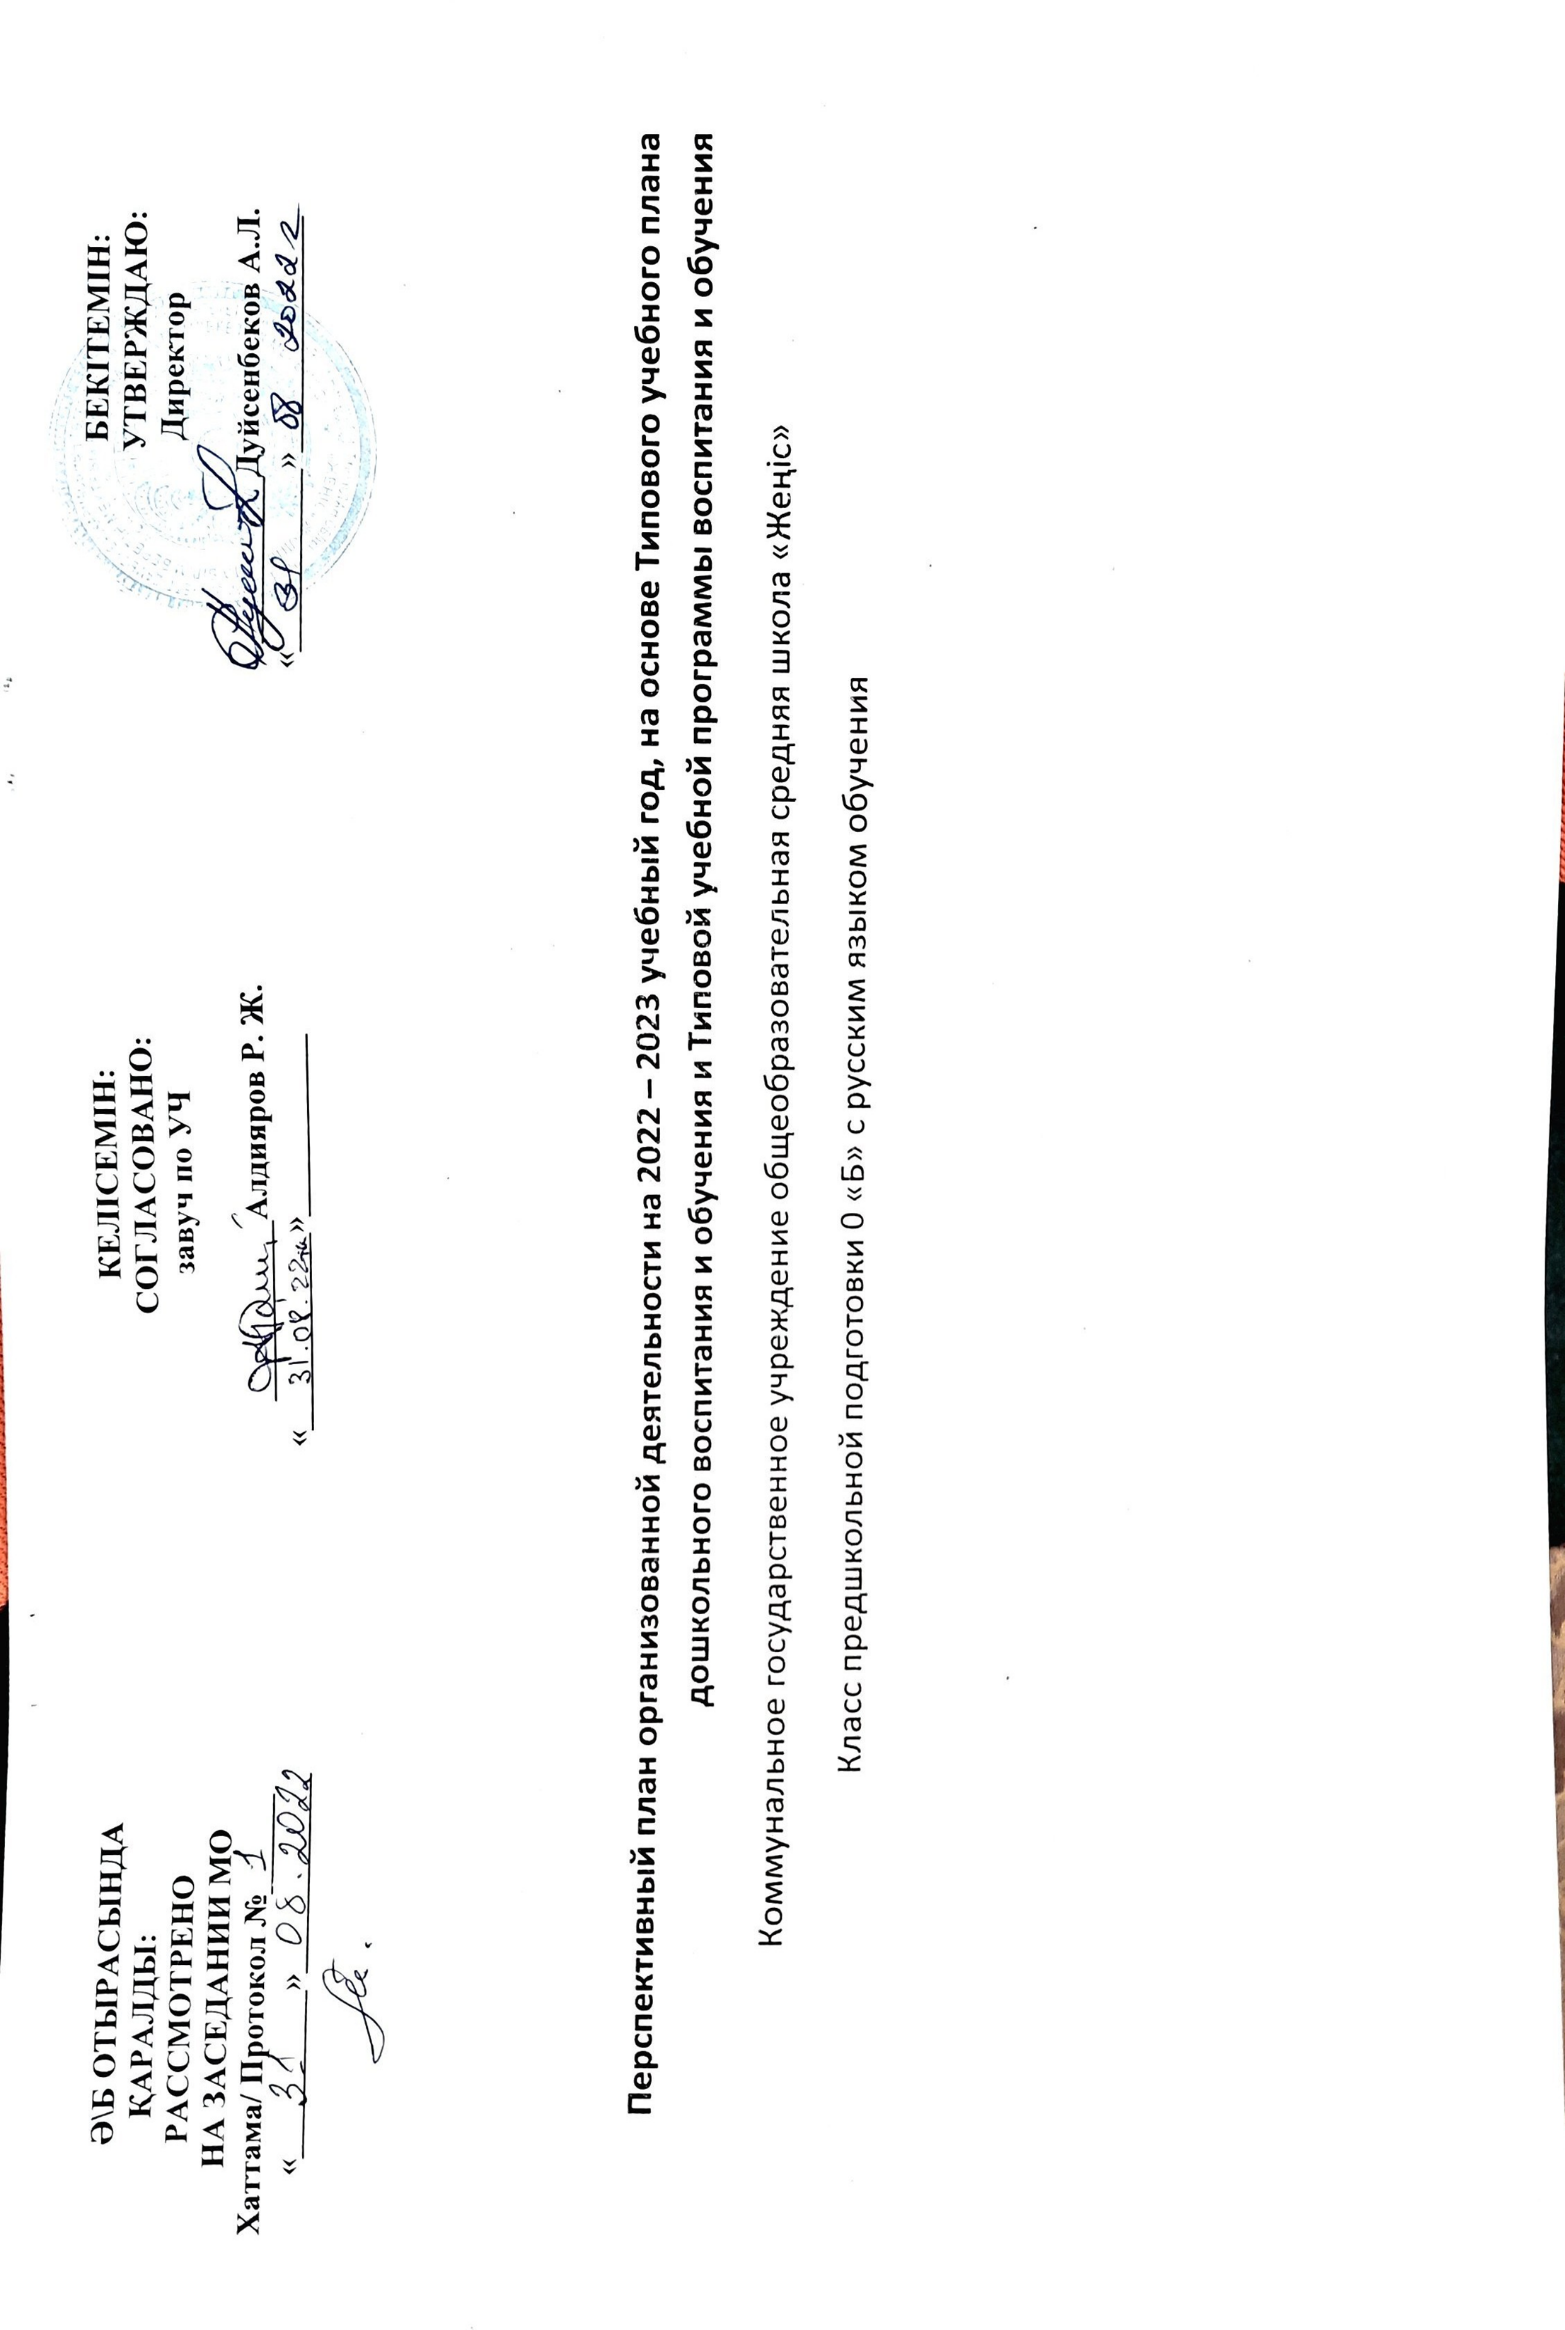 Ә\Б ОТЫРАСЫНДА
ҚАРАЛДЫ:
РАССМОТРЕНО
НА ЗАСЕДАНИИ МО
Хаттама/ Протокол № 1
« 31 » 08.2022
КЕЛІСЕМІН:
СОГЛАСОВАНО:
завуч по УЧ
Алдияров Р. Ж.
« 31.08.22 »
БЕКІТЕМІН:
УТВЕРЖДАЮ:
Директор
Дуйсенбеков А.Л.
« 31 » 08 2022 г
Перспективный план организованной деятельности на 2022 – 2023 учебный год, на основе Типового учебного плана
дошкольного воспитания и обучения и Типовой учебной программы воспитания и обучения
Коммунальное государственное учреждение общеобразовательная средняя школа «Жеңіс»
Класс предшкольной подготовки 0 «Б» с русским языком обучения